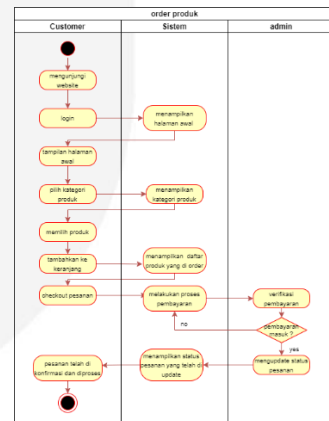 order produk
Customer
Sistem
admin
mengunjungi
website
login
menampilkan
halaman awal
tampilan halaman
awal
pilih kategori
produk
menampilkan
kategori produk
memilih produk
tambahkan ke
keranjang
menampilkan daftar
produk yang di order
checkout pesanan
melakukan proses
pembayaran
verifikasi
pembayaran
no
pembayaran
masuk ?
yes
mengupdate status
pesanan
menampilkan status
pesanan yang telah di
update
pesanan telah di
konfirmasi dan diproses